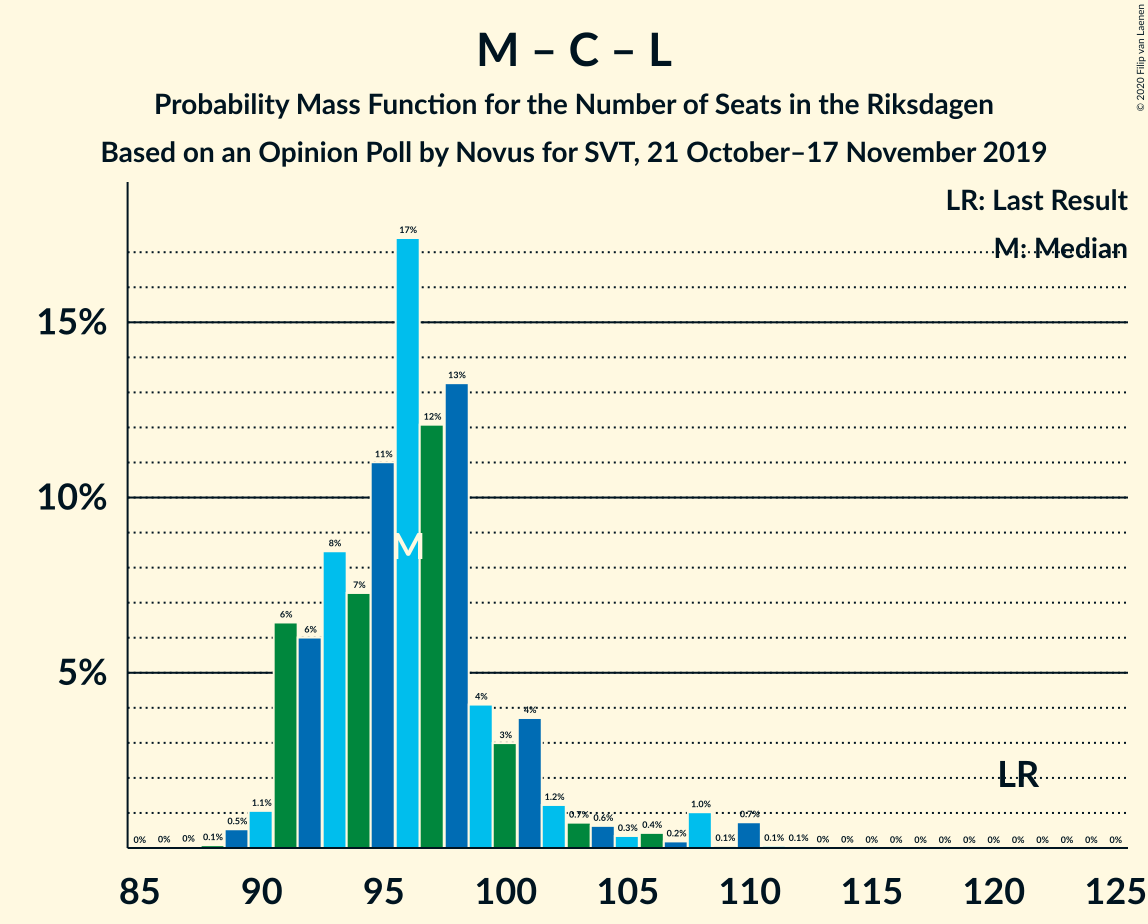 M – C – L
Probability Mass Function for the Number of Seats in the Riksdagen
Based on an Opinion Poll by Novus for SVT, 21 October–17 November 2019
© 2020 Filip van Laenen
LR: Last Result
M: Median
15%
10%
5%
0% 0% 0% 0.1% 0.5% 1.1% 6% 6% 8% 7% 11% 17% 12% 13% 4% 3% 4% 1.2% 0.7% 0.6% 0.3% 0.4% 0.2% 1.0% 0.1% 0.7% 0.1% 0.1% 0% 0% 0% 0% 0% 0% 0% 0% 0% 0% 0% 0% 0%
M
LR
85 90 95 100 105 110 115 120 125